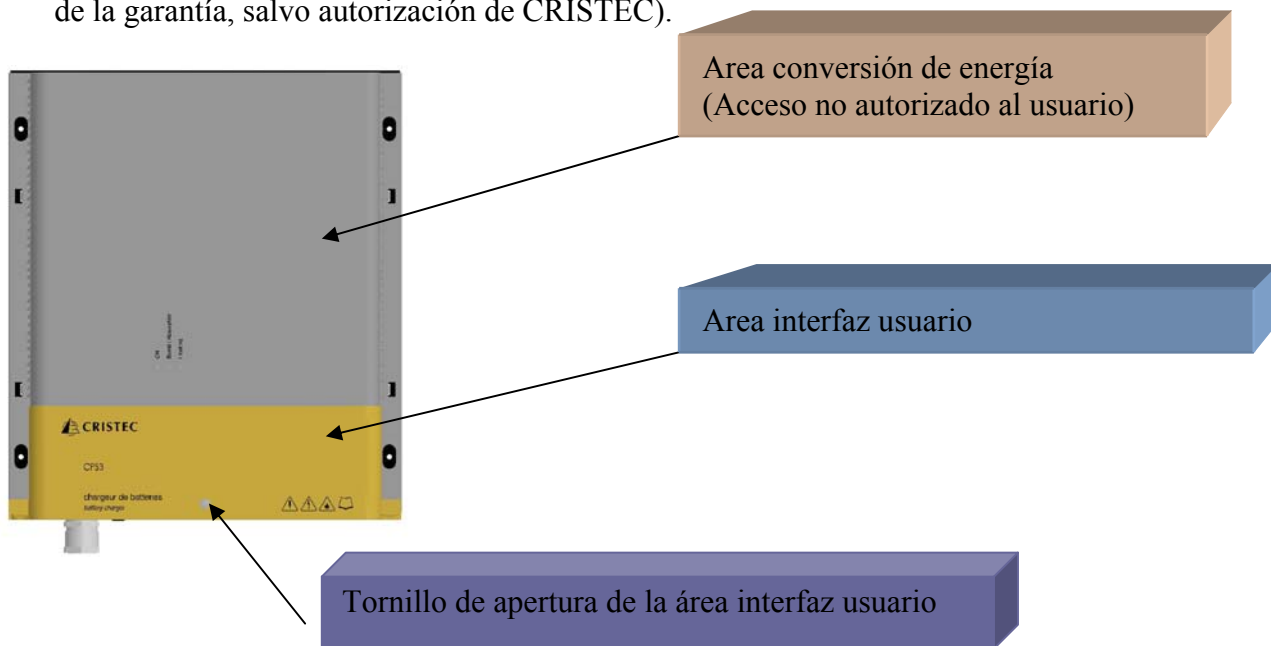 de la garantía, salvo autorización de CRISTEC).
Area conversión de energía
(Acceso no autorizado al usuario)
Area interfaz usuario
CRISTEC
CPS3
chargeur de batteries
battery charger
Tornillo de apertura de la área interfaz usuario